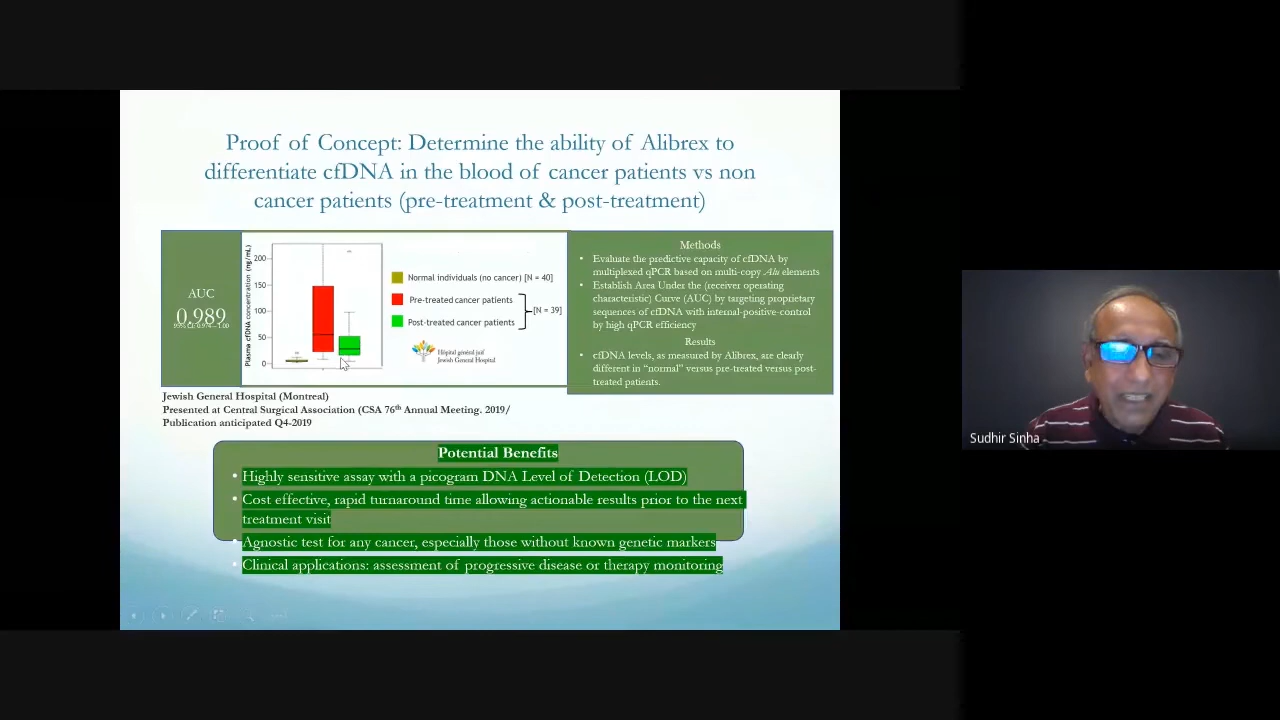 Proof of Concept: Determine the ability of Alibrex to
differentiate cfDNA in the blood of cancer patients vs non
cancer patients (pre-treatment & post-treatment)
AUC
0.989
95% CI: 0.974 – 1.00
Plasma cfDNA concentration (ng/mL)
200
150
100
50
0
Normal individuals (no cancer) [N = 40]
Pre-treated cancer patients
[N = 39]
Post-treated cancer patients
Hôpital général juif
Jewish General Hospital
Methods
• Evaluate the predictive capacity of cfDNA by
multiplexed qPCR based on multi-copy Alu elements
• Establish Area Under the (receiver operating
characteristic) Curve (AUC) by targeting proprietary
sequences of cfDNA with internal-positive-control
by high qPCR efficiency
Results
• cfDNA levels, as measured by Alibrex, are clearly
different in “normal” versus pre-treated versus post-
treated patients.
Jewish General Hospital (Montreal)
Presented at Central Surgical Association (CSA 76th Annual Meeting. 2019/
Publication anticipated Q4-2019
Potential Benefits
• Highly sensitive assay with a picogram DNA Level of Detection (LOD)
• Cost effective, rapid turnaround time allowing actionable results prior to the next
treatment visit
• Agnostic test for any cancer, especially those without known genetic markers
• Clinical applications: assessment of progressive disease or therapy monitoring
Sudhir Sinha